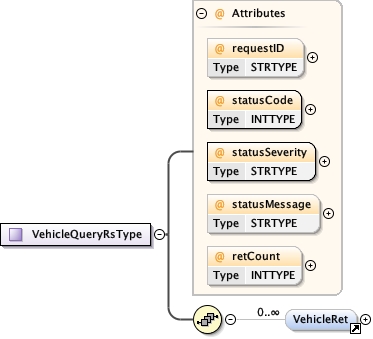 Attributes
@ requestID
Type STRTYPE
@ statusCode
Type INTTYPE
@ statusSeverity
Type STRTYPE
@ statusMessage
Type STRTYPE
VehicleQueryRsType
@ retCount
Type INTTYPE
0..∞
VehicleRet